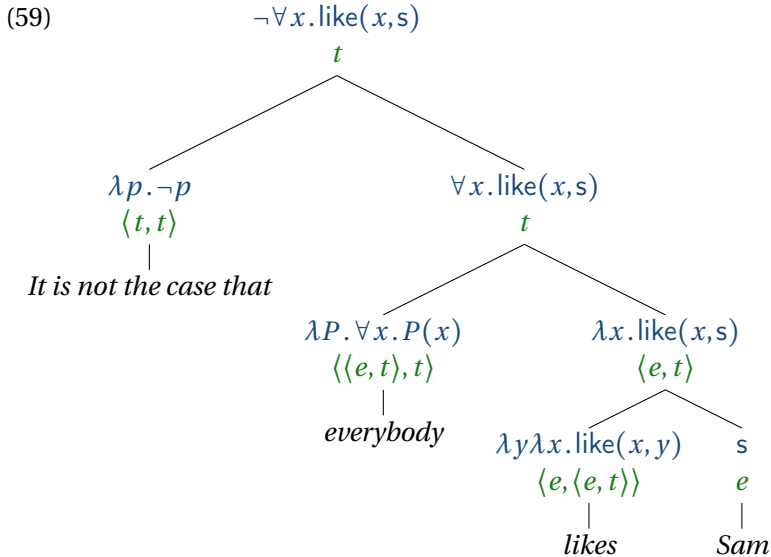 (59)
¬∀x.like(x,s)
t
λp.¬p
∀x.like(x,s)
⟨t,t⟩
t
It is not the case that
λP.∀x.P(x)
λx.like(x,s)
⟨⟨e,t⟩,t⟩
⟨e,t⟩
everybody
λyλx.like(x,y)
s
⟨e,⟨e,t⟩⟩
e
likes
Sam